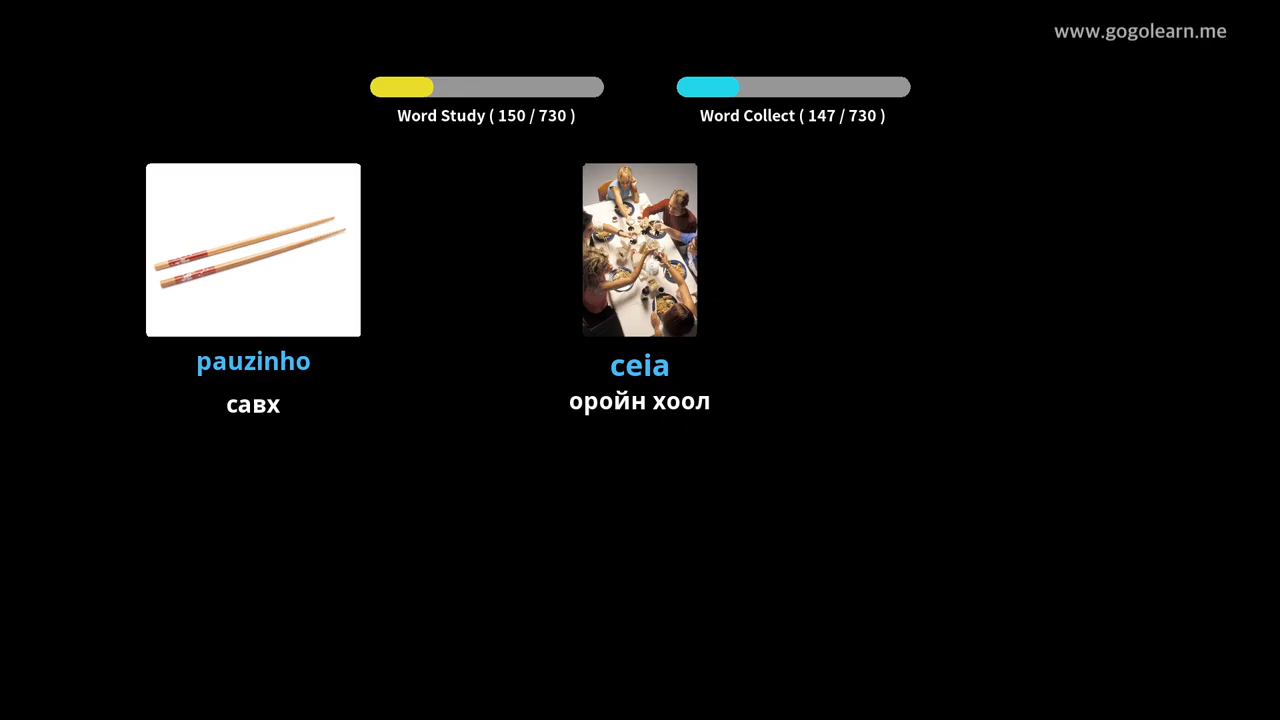 www.gogolearn.me
Word Study ( 150 / 730 )
Word Collect ( 147 / 730 )
pauzinho
савх
ceia
оройн хоол